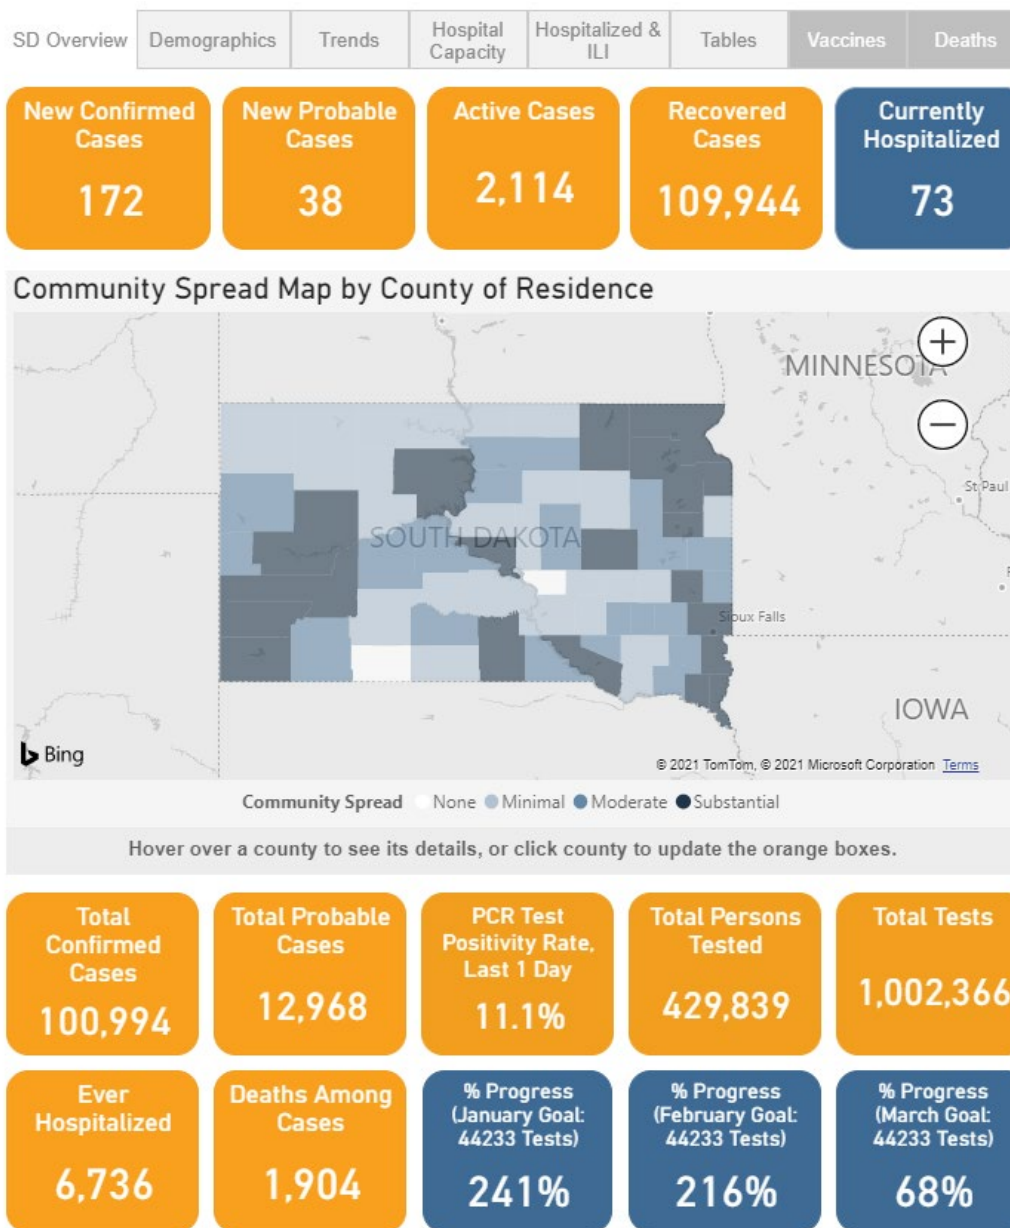 SD Overview
Demographics
Trends
Hospital
Capacity
Hospitalized &
ILI
Tables
Vaccines
Deaths
New Confirmed
Cases
172
New Probable
Cases
38
Active Cases
2,114
Recovered
Cases
109,944
Currently
Hospitalized
73
Community Spread Map by County of Residence
MINNESOTA
St Paul
SOUTH DAKOTA
Sioux Falls
IOWA
Bing
© 2021 TomTom, © 2021 Microsoft Corporation Terms
Community Spread None Minimal Moderate Substantial
Hover over a county to see its details, or click county to update the orange boxes.
Total
Confirmed
Cases
100,994
Total Probable
Cases
12,968
PCR Test
Positivity Rate,
Last 1 Day
11.1%
Total Persons
Tested
429,839
Total Tests
1,002,366
Ever
Hospitalized
6,736
Deaths Among
Cases
1,904
% Progress
(January Goal:
44233 Tests)
241%
% Progress
(February Goal:
44233 Tests)
216%
% Progress
(March Goal:
44233 Tests)
68%